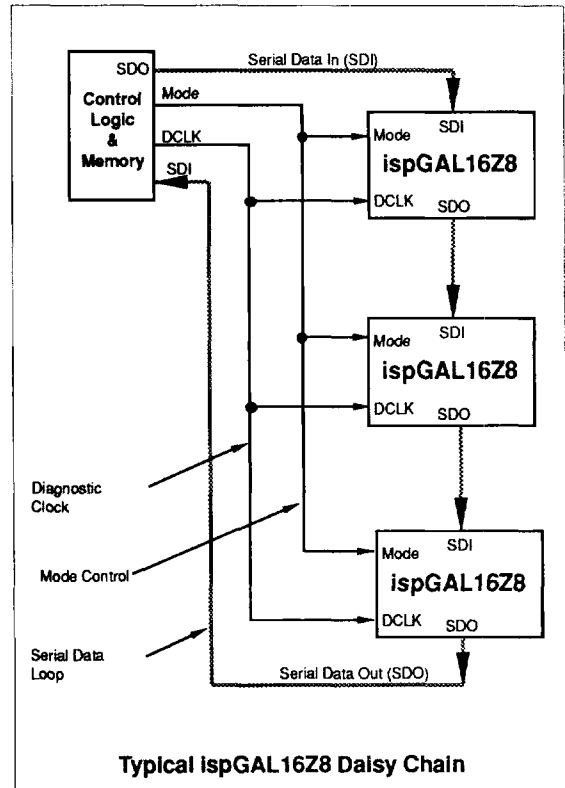 Serial Data In (SDI)
SDO
Control
Logic
&
Memory
Mode
DCLK
SDI
SDI
Mode
ispGAL16Z8
DCLK
SDO
SDI
Mode
ispGAL16Z8
DCLK
SDO
Diagnostic
Clock
SDI
Mode
ispGAL16Z8
DCLK
SDO
Mode Control
Serial Data
Loop
Serial Data Out (SDO)
Typical ispGAL16Z8 Daisy Chain